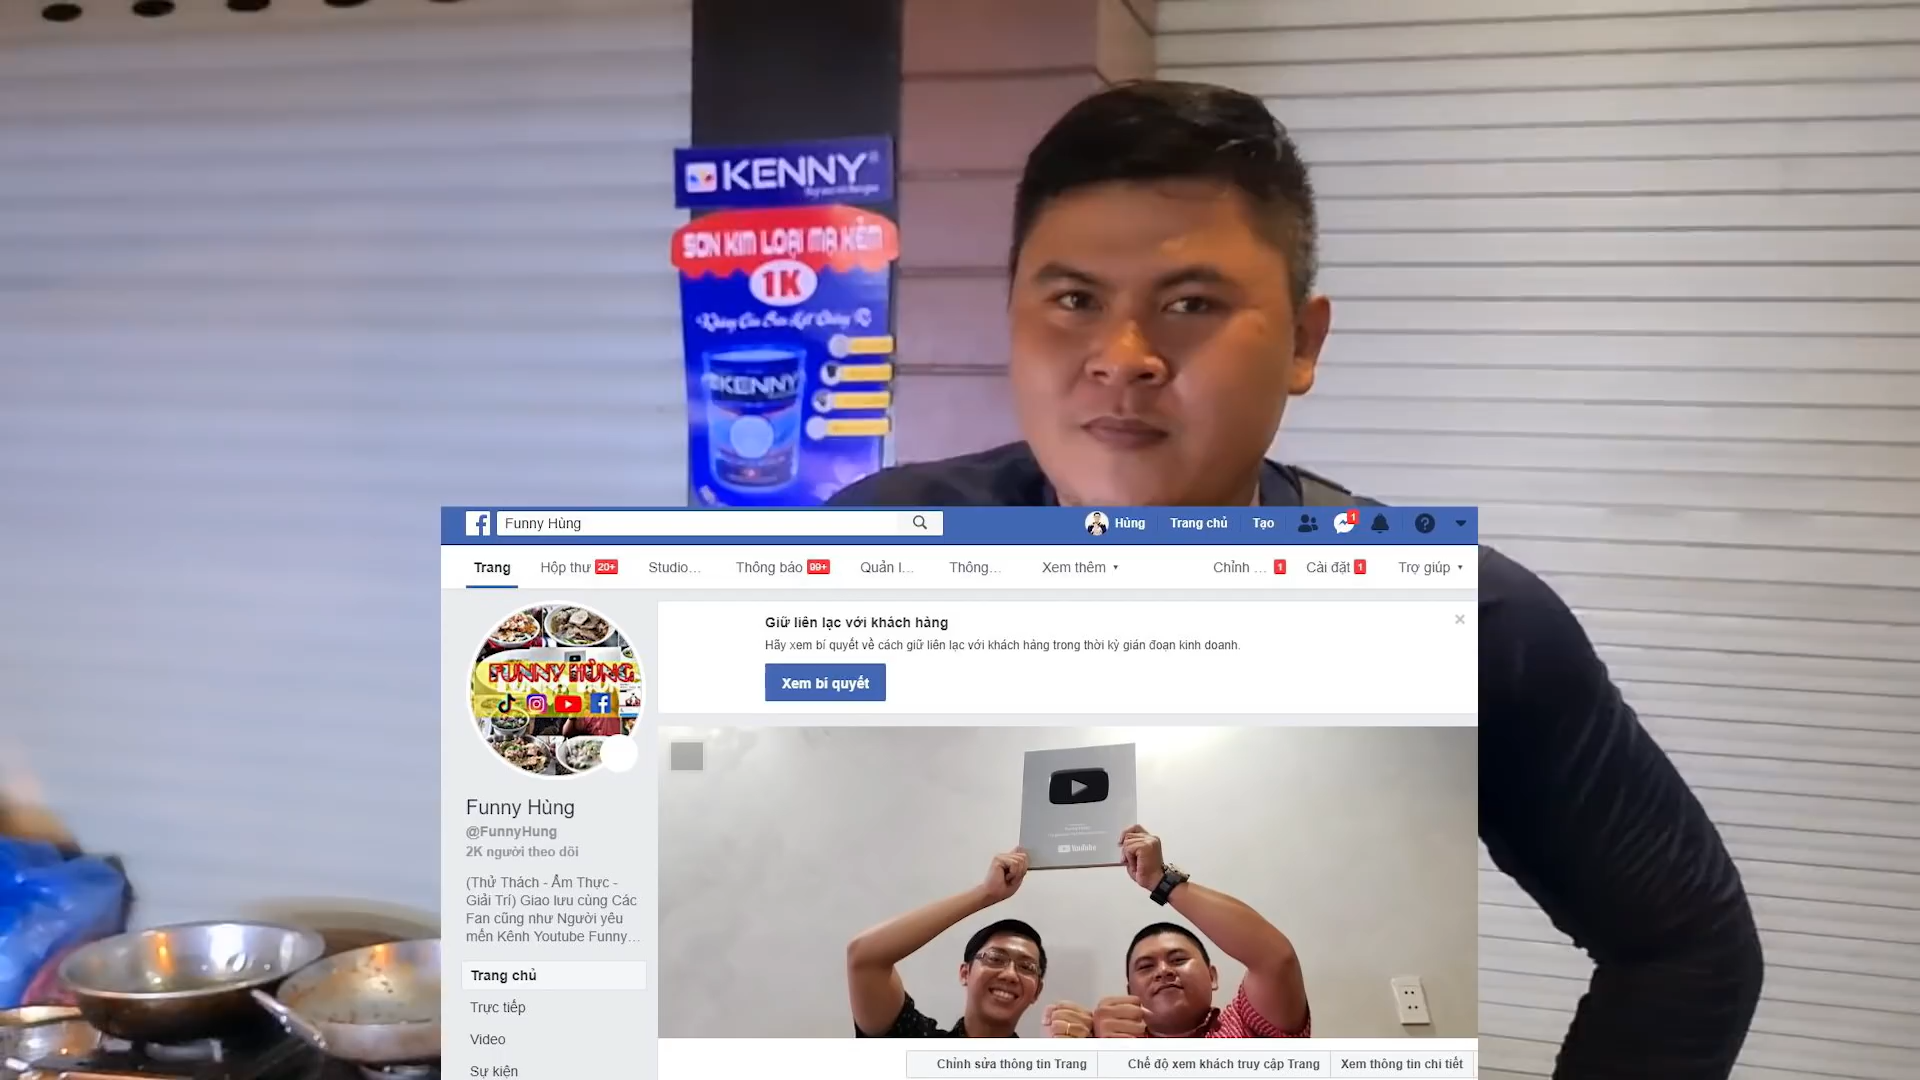 KENNY
SƠN KIM LOẠI MẠ KẼM
1K
KENNY
Funny Hùng
Hùng
Trang chủ
Tạo
1
Trang
Hộp thư 20+
Studio...
Thông báo 99+
Quản l...
Thông...
Xem thêm
Chỉnh ... 1
Cài đặt 1
Trợ giúp
Giữ liên lạc với khách hàng
Hãy xem bí quyết về cách giữ liên lạc với khách hàng trong thời kỳ gián đoạn kinh doanh.
Xem bí quyết
FUNNY HÙNG
YouTube
Funny Hùng
@FunnyHung
2K người theo dõi
(Thử Thách - Ẩm Thực -
Giải Trí) Giao lưu cùng Các
Fan cũng như Người yêu
mến Kênh Youtube Funny...
Trang chủ
Trực tiếp
Video
Sự kiện
Chỉnh sửa thông tin Trang
Chế độ xem khách truy cập Trang
Xem thông tin chi tiết